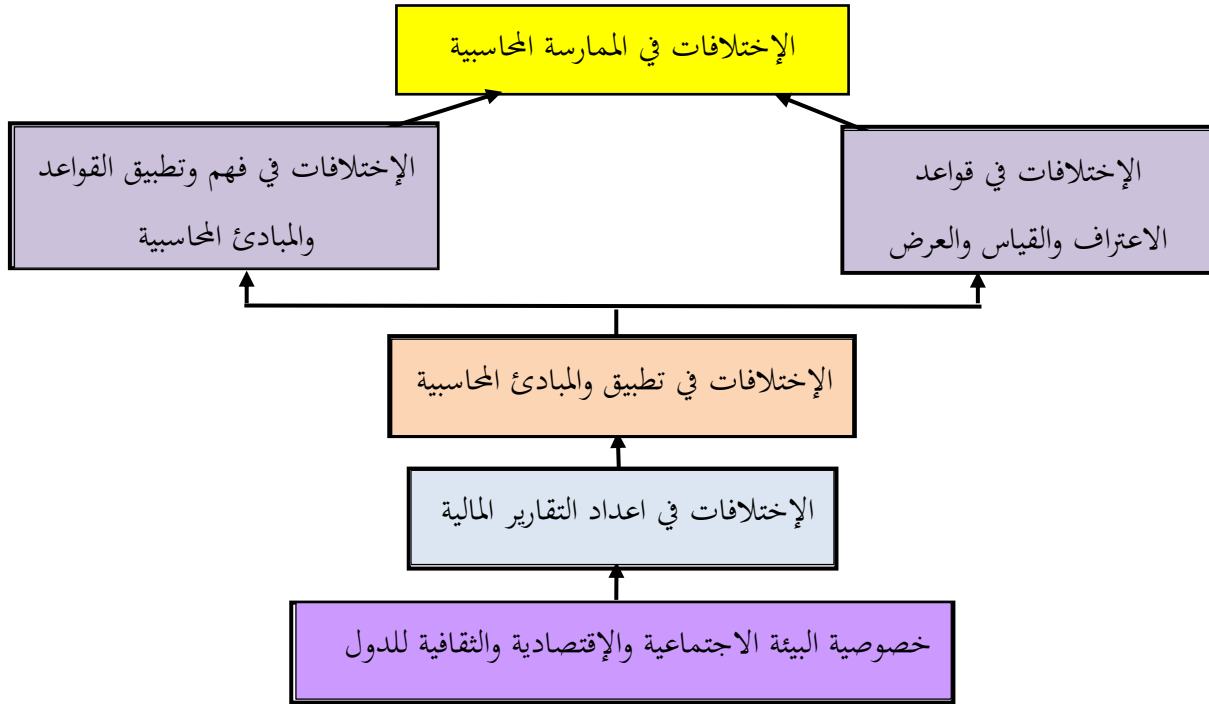 الإختلافات في الممارسة المحاسبية
الإختلافات في قواعد
الاعتراف والقياس والعرض
الإختلافات في فهم وتطبيق القواعد
والمبادئ المحاسبية
الإختلافات في تطبيق والمبادئ المحاسبية
الإختلافات في اعداد التقارير المالية
خصوصية البيئة الاجتماعية والإقتصادية والثقافية للدول